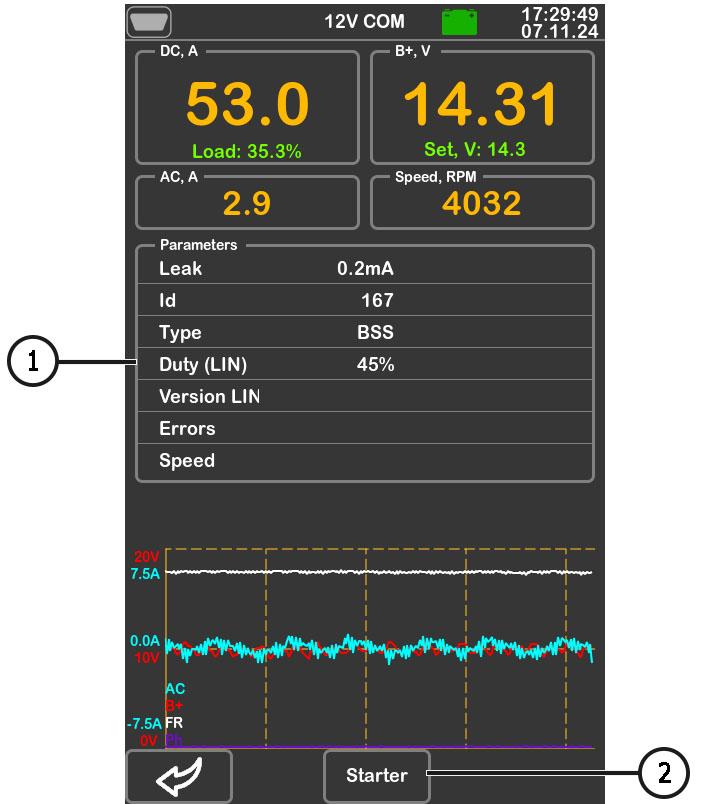 12V COM
17:29:49
07.11.24
DC, A
53.0
Load: 35.3%
B+, V
14.31
Set, V: 14.3
AC, A
2.9
Speed, RPM
4032
Parameters
Leak 0.2mA
Id 167
Type BSS
Duty (LIN) 45%
Version LIN
Errors
Speed
1
20V
7.5A
0.0A
10V
AC
B+
-7.5A FR
0V Ph
Starter
2